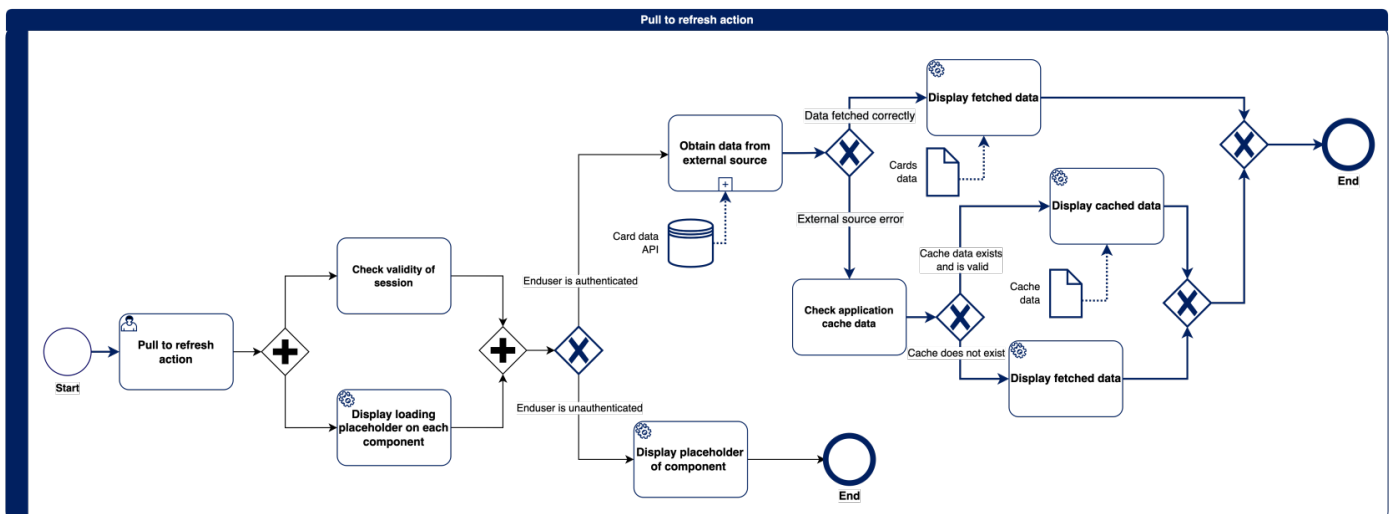 Pull to refresh action
Start
Pull to refresh
action
Check validity of
session
Display loading
placeholder on each
component
Enduser is authenticated
Enduser is unauthenticated
Display placeholder
of component
End
Obtain data from
external source
Card data
API
Data fetched correctly
External source error
Display fetched data
Cards
data
Check application
cache data
Cache data exists
and is valid
Cache does not exist
Display cached data
Cache
data
Display fetched data
End